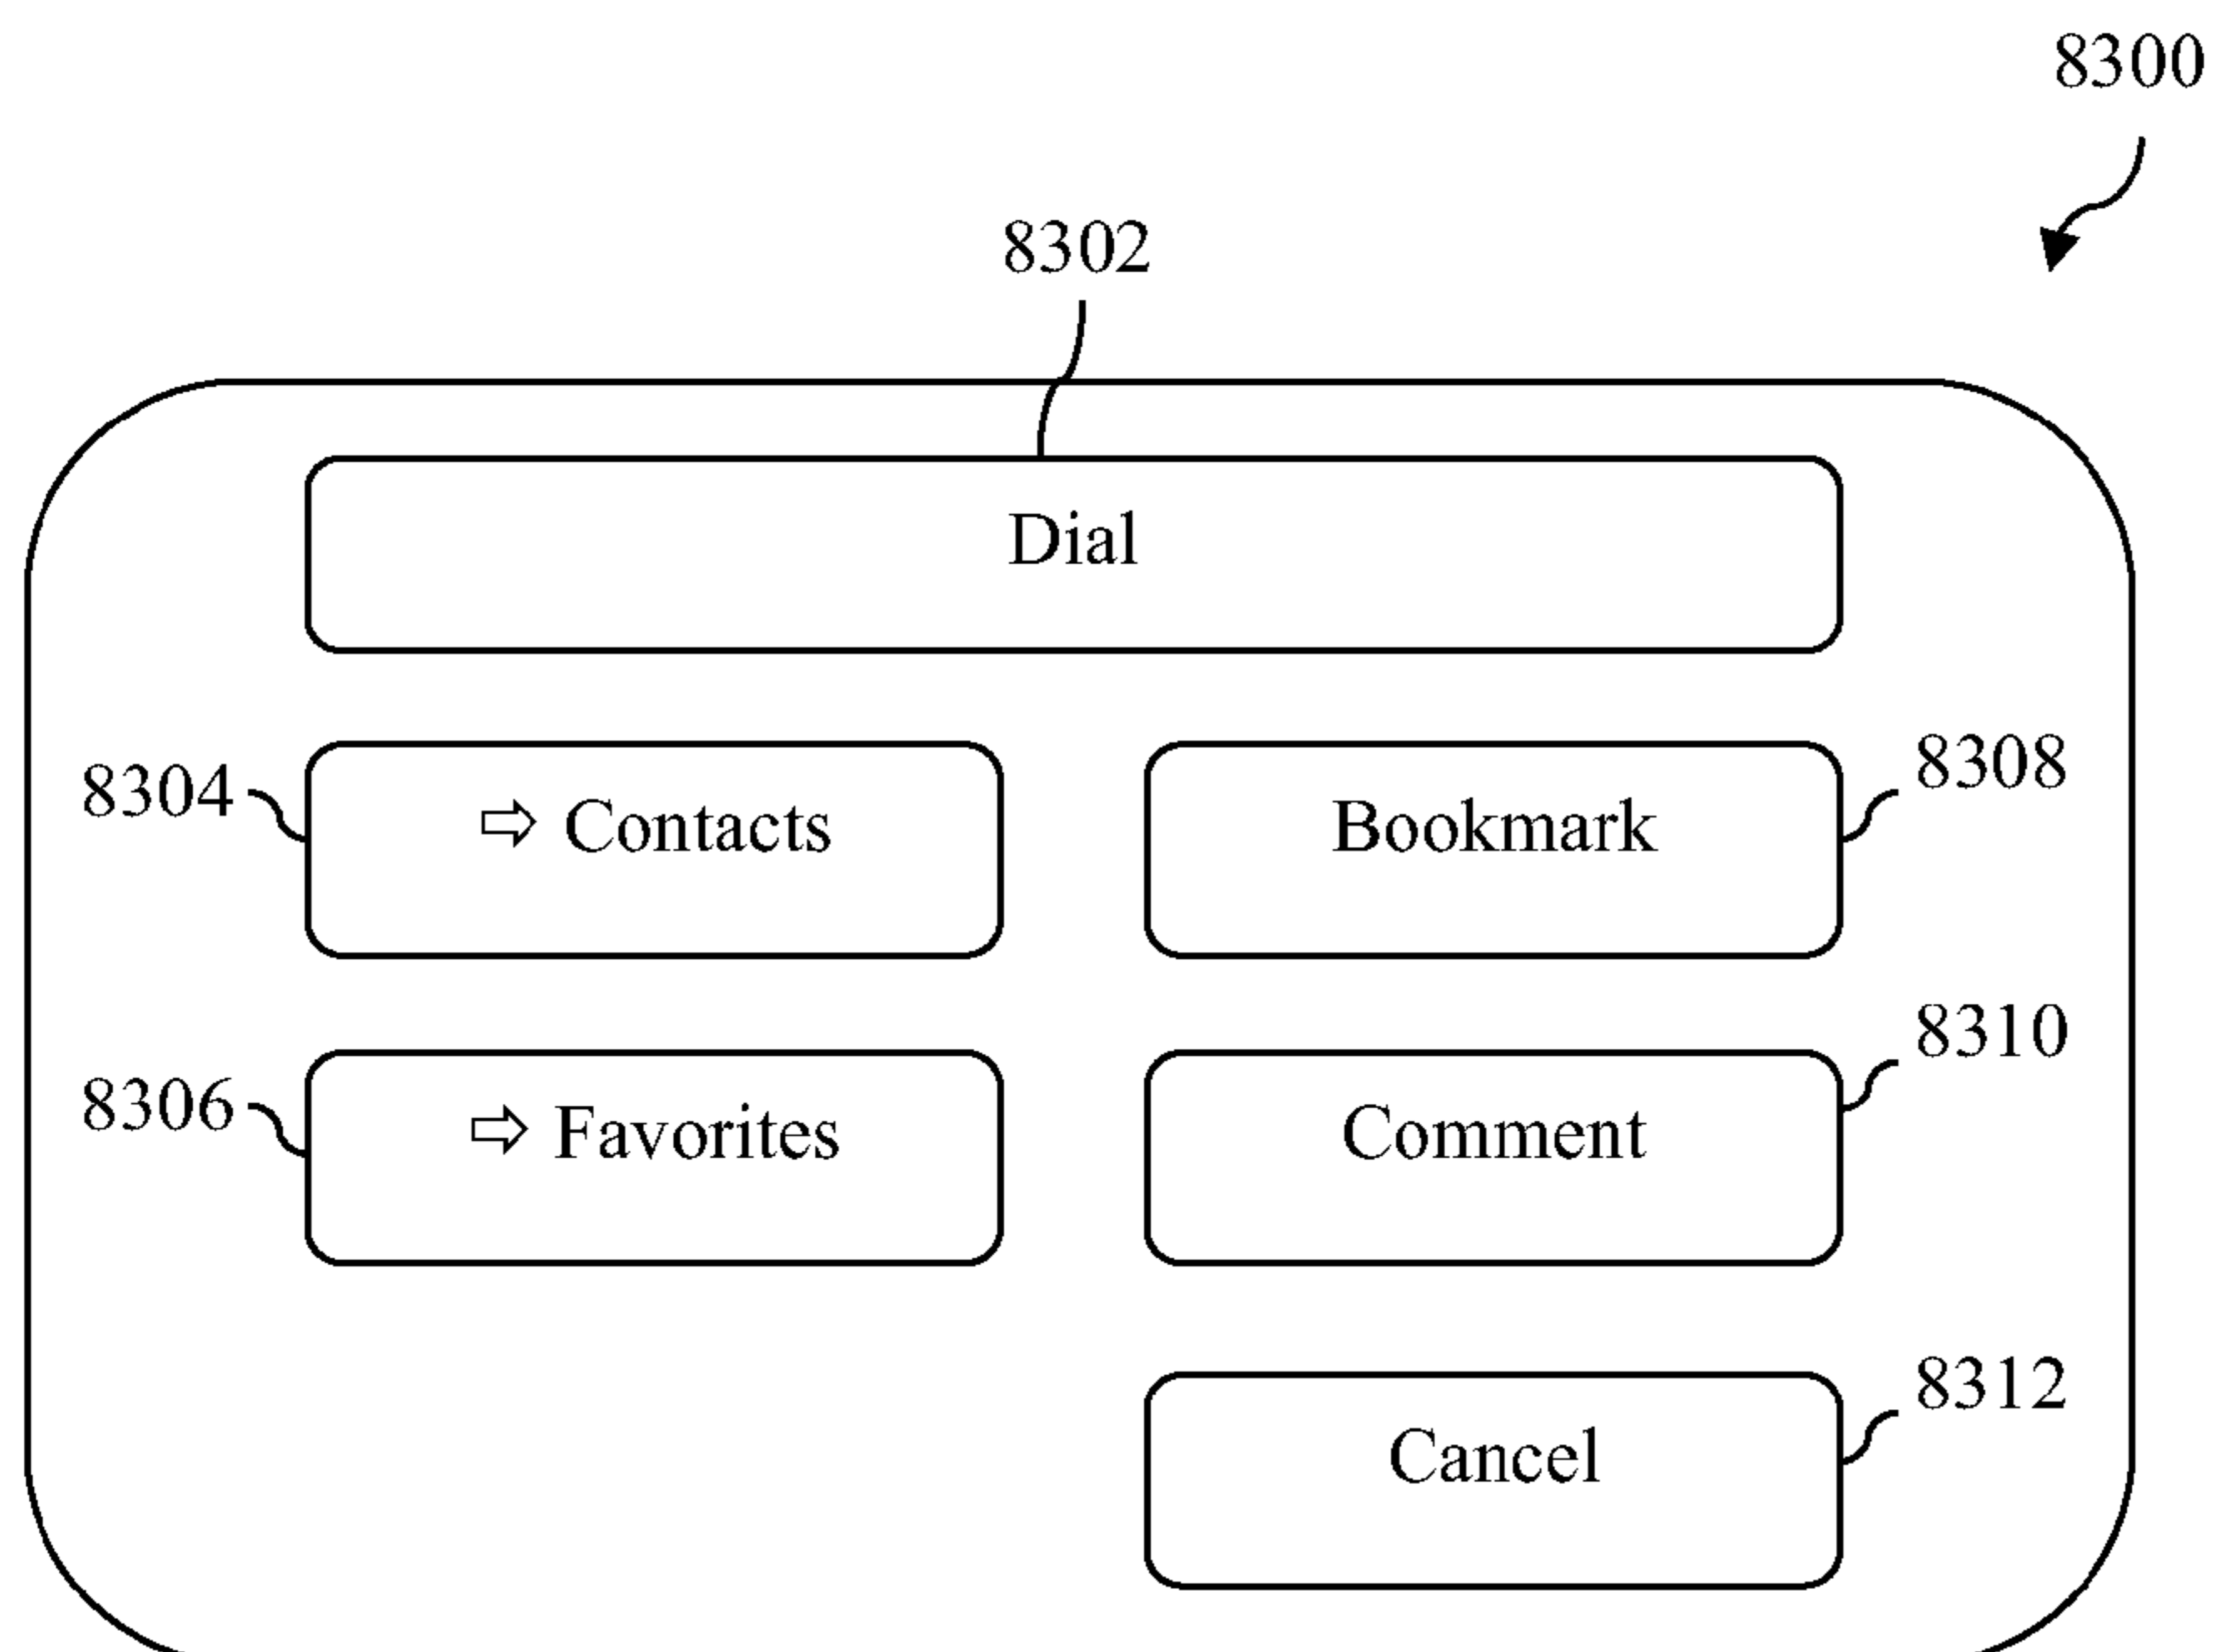 8300
8302
Dial
8304 ⇨ Contacts
Bookmark 8308
8306 ⇨ Favorites
Comment 8310
Cancel 8312